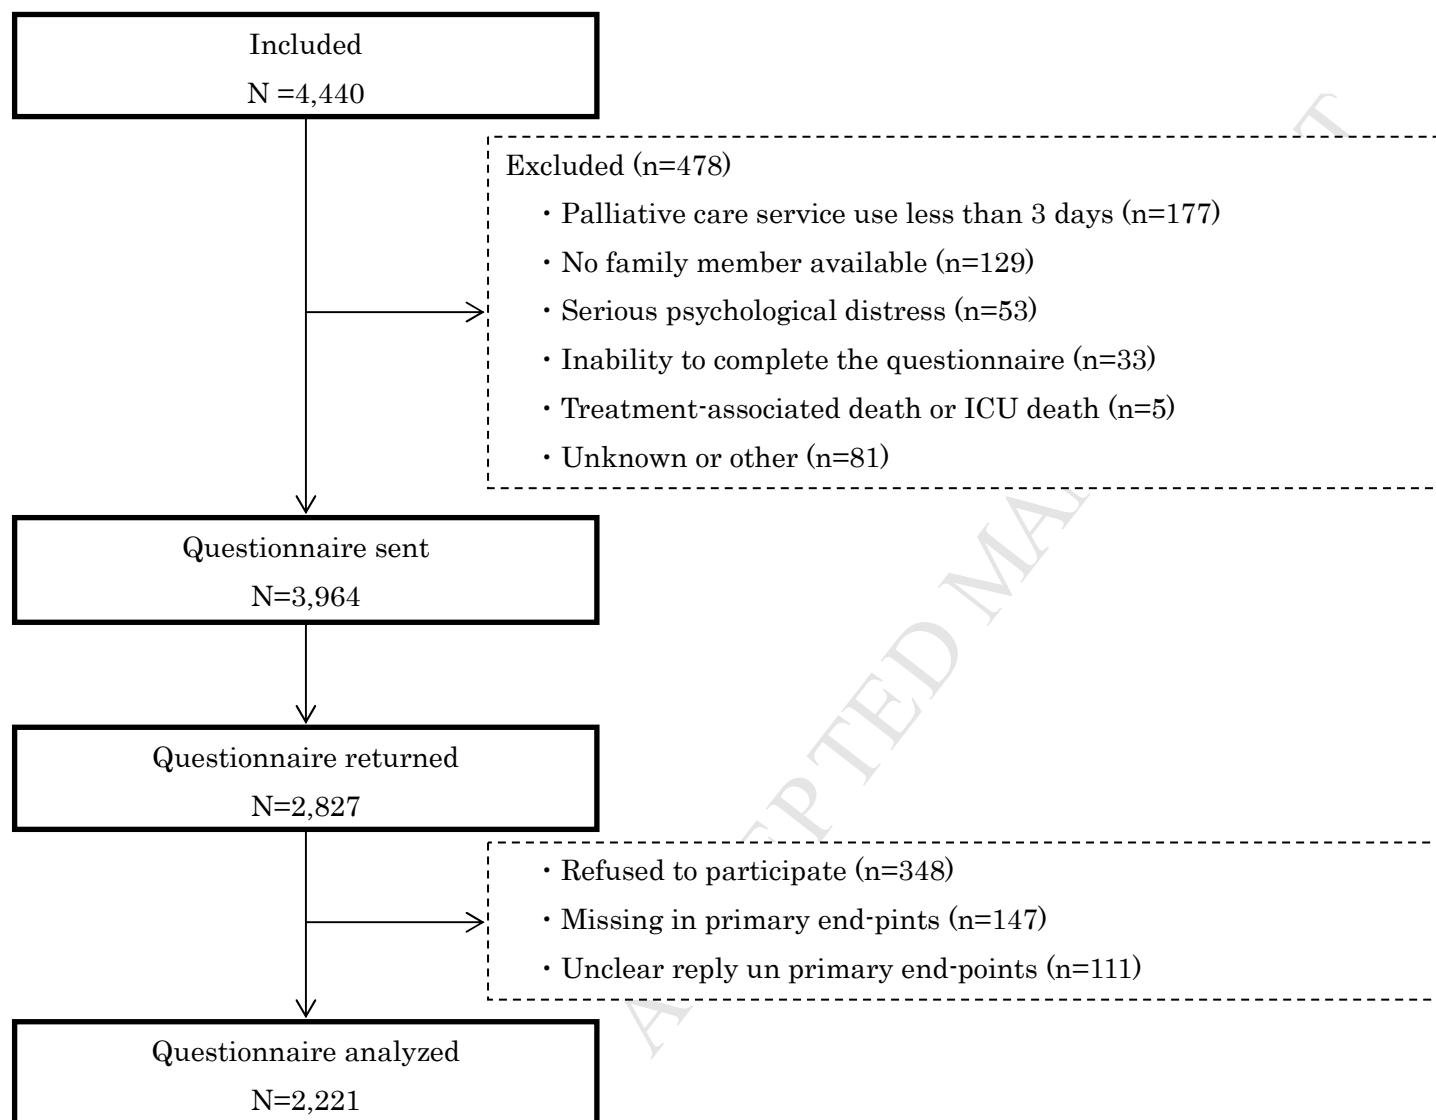 Included
N =4,440
Excluded (n=478)
・Palliative care service use less than 3 days (n=177)
・No family member available (n=129)
・Serious psychological distress (n=53)
・Inability to complete the questionnaire (n=33)
・Treatment-associated death or ICU death (n=5)
・Unknown or other (n=81)
Questionnaire sent
N=3,964
Questionnaire returned
N=2,827
・Refused to participate (n=348)
・Missing in primary end-pints (n=147)
・Unclear reply un primary end-points (n=111)
Questionnaire analyzed
N=2,221